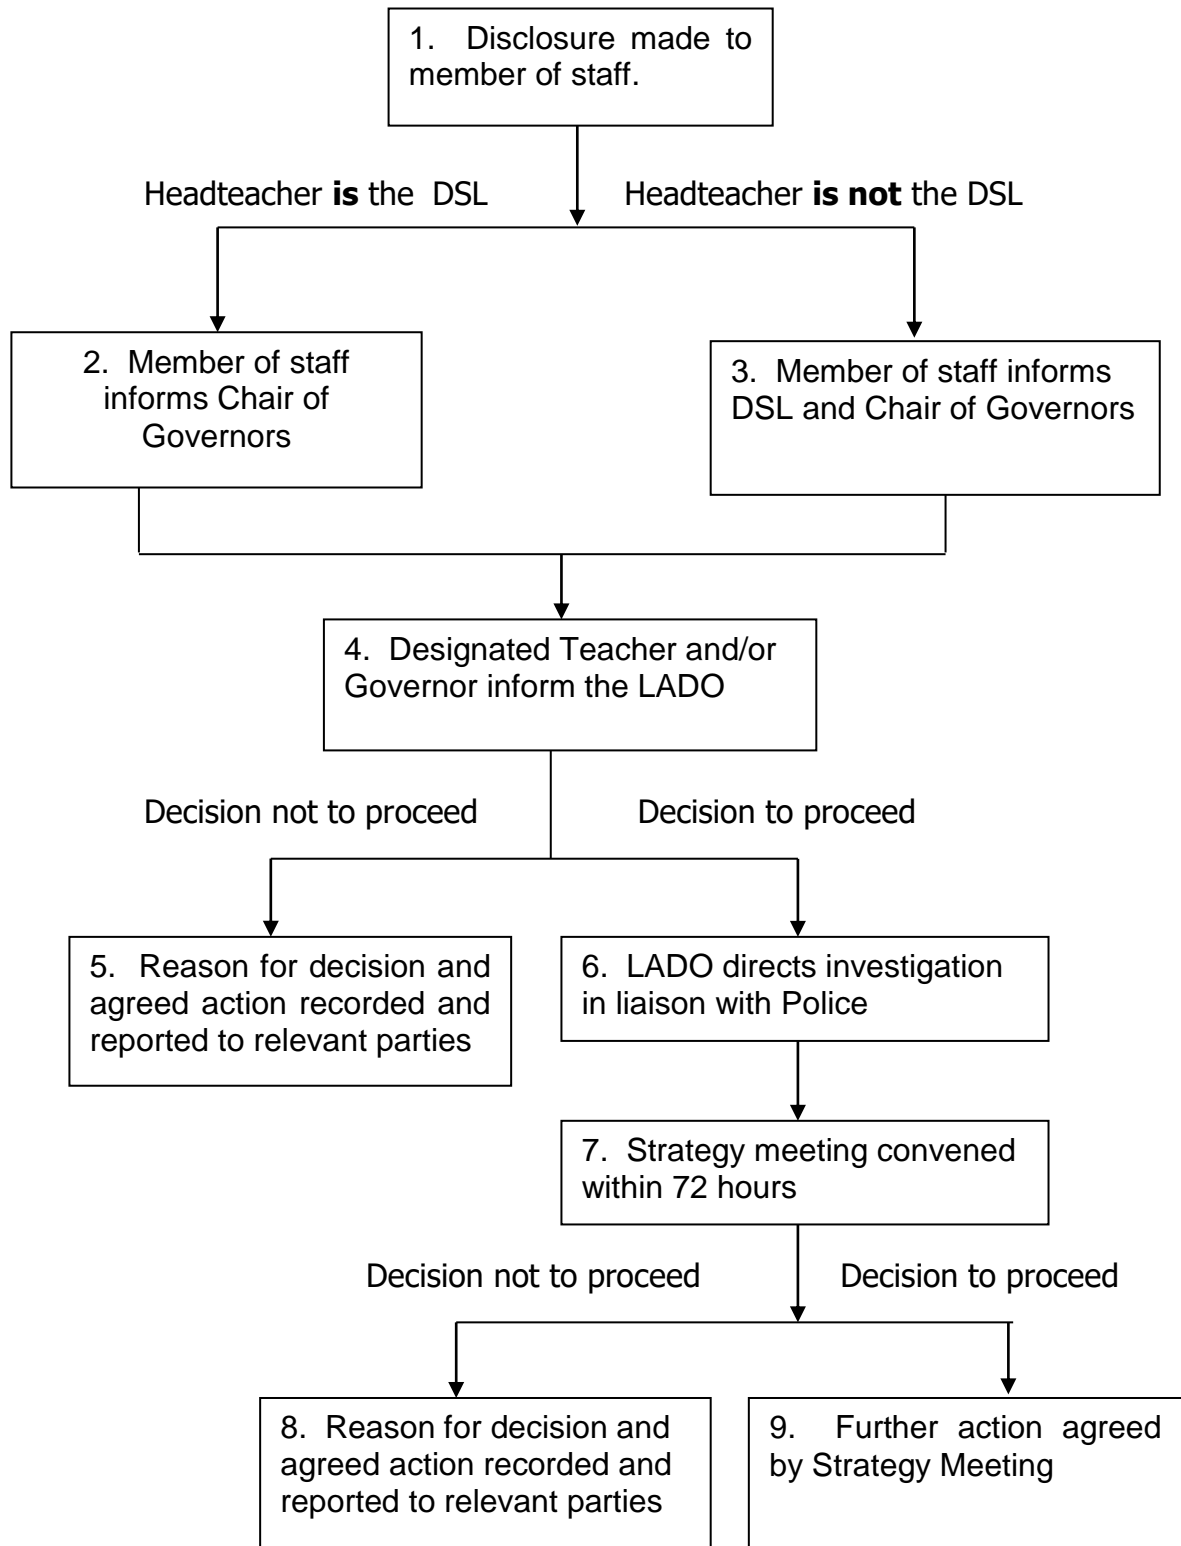 1. Disclosure made to
member of staff.
Headteacher is the DSL
Headteacher is not the DSL
2. Member of staff
informs Chair of
Governors
3. Member of staff informs
DSL and Chair of Governors
4. Designated Teacher and/or
Governor inform the LADO
Decision not to proceed
Decision to proceed
5. Reason for decision and
agreed action recorded and
reported to relevant parties
6. LADO directs investigation
in liaison with Police
7. Strategy meeting convened
within 72 hours
Decision not to proceed
Decision to proceed
8. Reason for decision and
agreed action recorded and
reported to relevant parties
9. Further action agreed
by Strategy Meeting